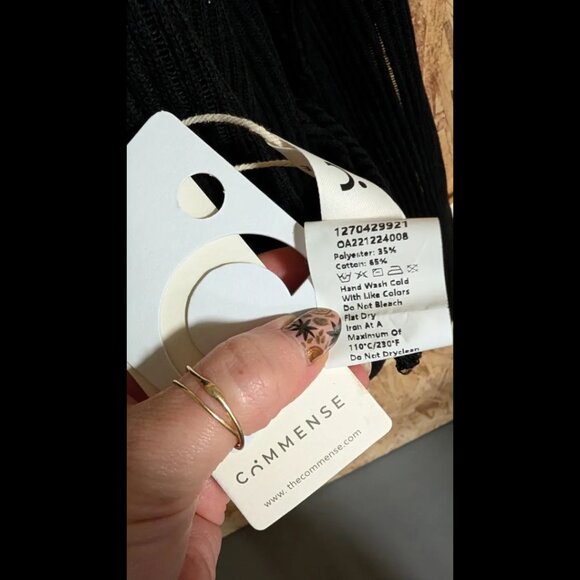 1270429921
OA221224008
Polyester: 35%
Cotton: 65%
Hand Wash Cold
With Like Colors
Do Not Bleach
Flat Dry
Iron At A
Maximum Of
110°C/230°F
Do Not Dryclean
COMMENSE
www.thecommense.com